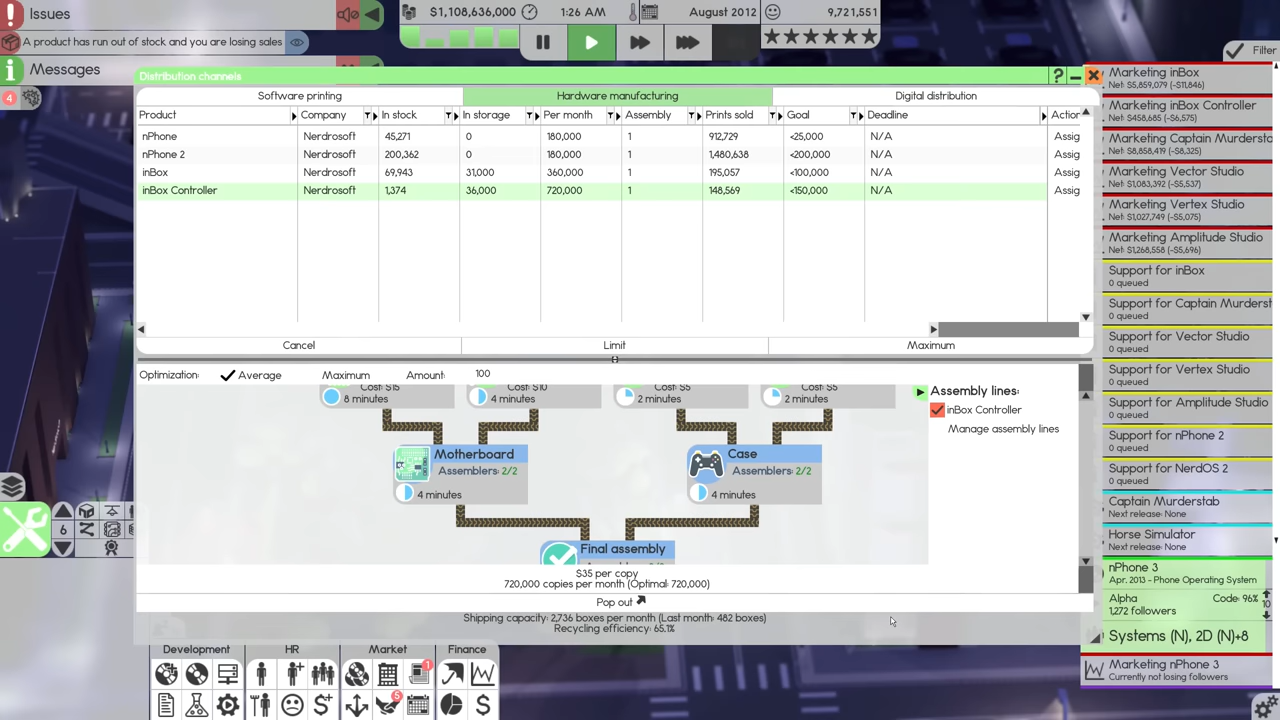 Issues
A product has run out of stock and you are losing sales
Messages
4
$1,108,636,000
1:26 AM
August 2012
9,721,551
Filter
Distribution channels
?
Software printing
Hardware manufacturing
Digital distribution
Product Company In stock In storage Per month Assembly Prints sold Goal Deadline Action
nPhone Nerdrosoft 45,271 0 180,000 1 912,729 <25,000 N/A Assig
nPhone 2 Nerdrosoft 200,362 0 180,000 1 1,480,638 <200,000 N/A Assig
inBox Nerdrosoft 69,943 31,000 360,000 1 195,057 <100,000 N/A Assig
inBox Controller Nerdrosoft 1,374 36,000 720,000 1 148,569 <150,000 N/A Assig
Cancel
Limit
Maximum
Optimization: Average Maximum Amount: 100
Cost: $15
8 minutes
Cost: $10
4 minutes
Cost: $5
2 minutes
Cost: $5
2 minutes
Motherboard
Assemblers: 2/2
4 minutes
Case
Assemblers: 2/2
4 minutes
Final assembly
Assembly lines:
inBox Controller
Manage assembly lines
$35 per copy
720,000 copies per month (Optimal: 720,000)
Pop out
Shipping capacity: 2,736 boxes per month (Last month: 482 boxes)
Recycling efficiency: 65.1%
6
Development
HR
Market
Finance
1
5
Marketing inBox
Net: $5,859,079 (-$11,846)
Marketing inBox Controller
Net: $458,685 (-$6,575)
Marketing Captain Murdersta
Net: $8,858,419 (-$8,325)
Marketing Vector Studio
Net: $1,083,392 (-$5,537)
Marketing Vertex Studio
Net: $1,027,749 (-$5,075)
Marketing Amplitude Studio
Net: $1,268,558 (-$5,696)
Support for inBox
0 queued
Support for Captain Murderst
0 queued
Support for Vector Studio
0 queued
Support for Vertex Studio
0 queued
Support for Amplitude Studio
0 queued
Support for nPhone 2
0 queued
Support for NerdOS 2
0 queued
Captain Murderstab
Next release: None
Horse Simulator
Next release: None
nPhone 3
Apr. 2013 - Phone Operating System
Alpha Code: 96%
1,272 followers
10
Systems (N), 2D (N)+8
Marketing nPhone 3
Currently not losing followers